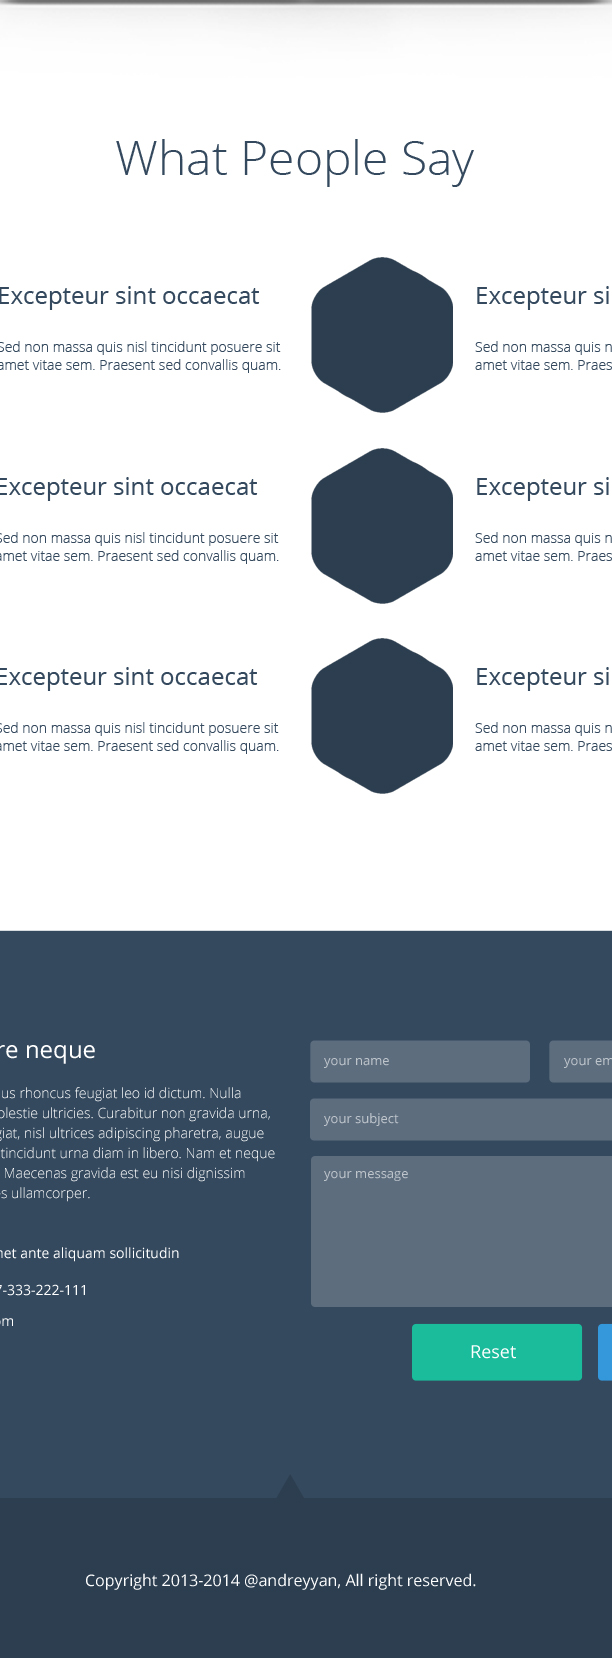 What People Say
Excepteur sint occaecat
Sed non massa quis nisl tincidunt posuere sit
amet vitae sem. Praesent sed convallis quam.
Excepteur si
Sed non massa quis n
amet vitae sem. Praes
Excepteur sint occaecat
Sed non massa quis nisl tincidunt posuere sit
amet vitae sem. Praesent sed convallis quam.
Excepteur si
Sed non massa quis n
amet vitae sem. Praes
Excepteur sint occaecat
Sed non massa quis nisl tincidunt posuere sit
amet vitae sem. Praesent sed convallis quam.
Excepteur si
Sed non massa quis n
amet vitae sem. Praes
re neque
us rhoncus feugiat leo id dictum. Nulla
olestie ultricies. Curabitur non gravida urna,
giat, nisl ultrices adipiscing pharetra, augue
tincidunt urna diam in libero. Nam et neque
Maecenas gravida est eu nisi dignissim
s ullamcorper.
net ante aliquam sollicitudin
7-333-222-111
om
your name
your em
your subject
your message
Reset
Copyright 2013-2014 @andreyyan, All right reserved.